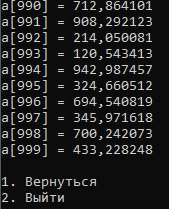 a[990] = 712,864101
a[991] = 908,292123
a[992] = 214,050081
a[993] = 120,543413
a[994] = 942,987457
a[995] = 324,660512
a[996] = 694,540819
a[997] = 345,971618
a[998] = 700,242073
a[999] = 433,228248
1. Вернуться
2. Выйти